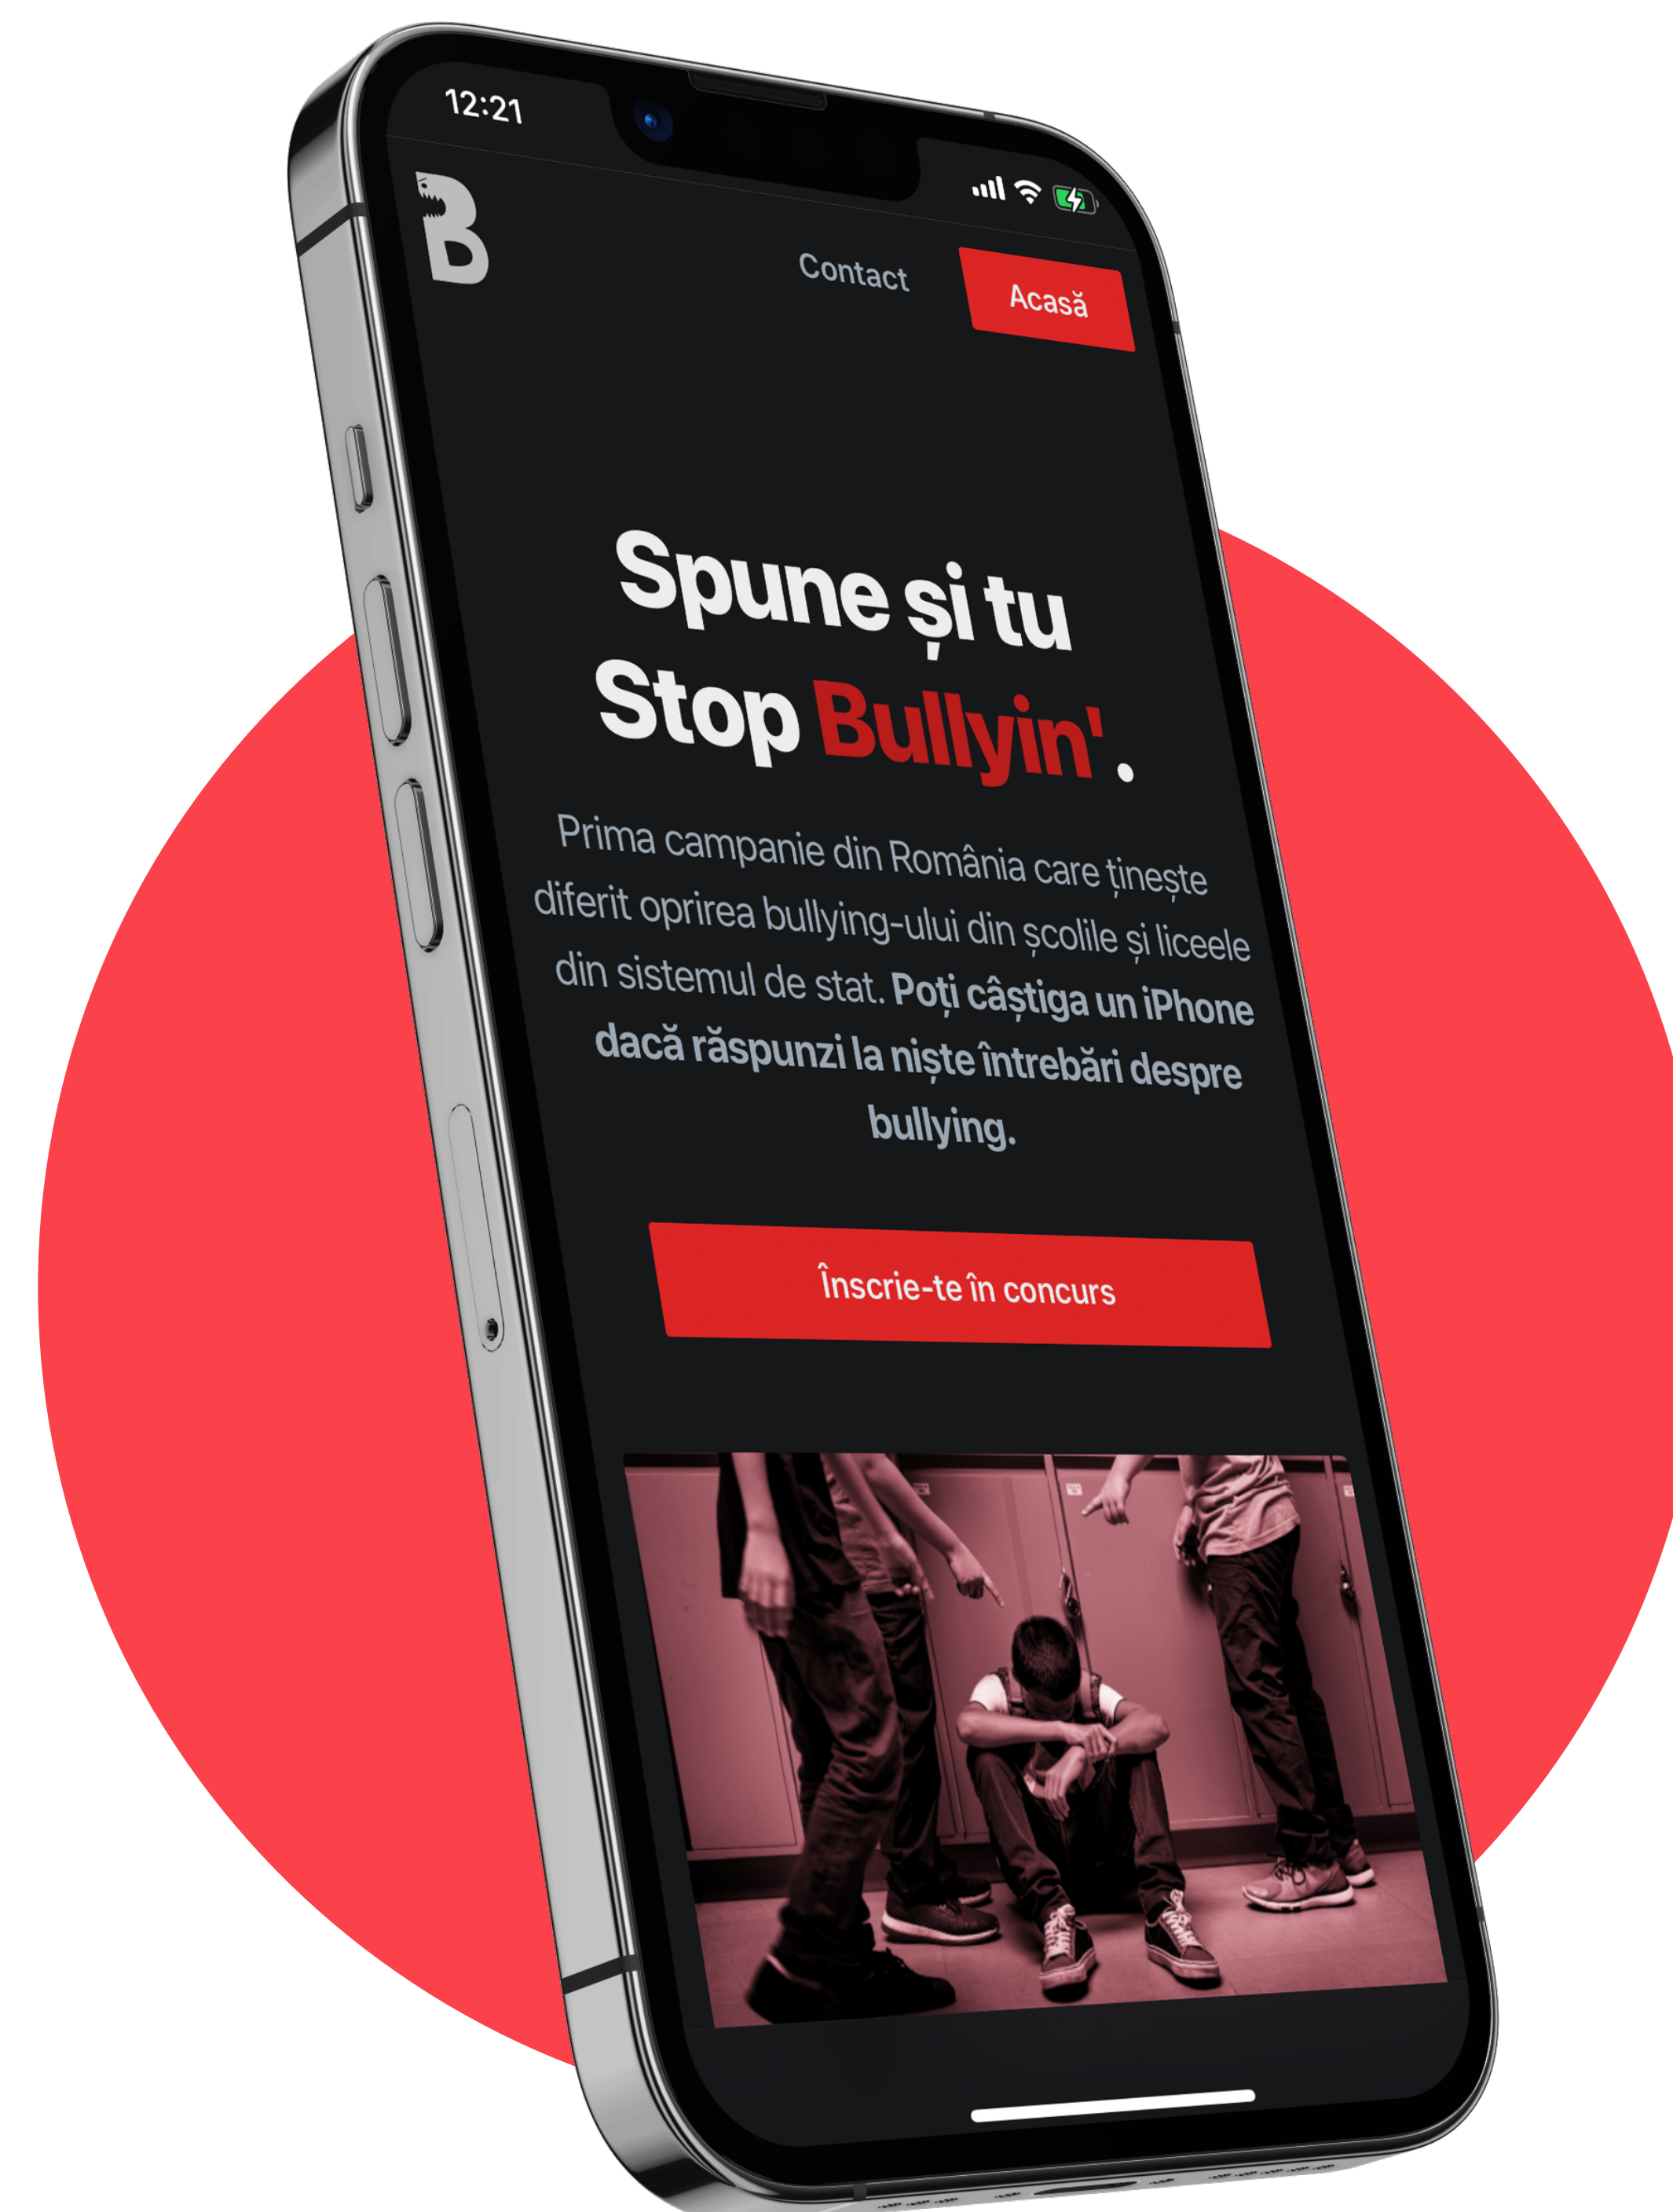 12:21
B
Contact
Acasă
Spune și tu
Stop Bullyin'.
Prima campanie din România care ținește
diferit oprirea bullying-ului din școlile și liceele
din sistemul de stat. Poți câștiga un iPhone
dacă răspunzi la niște întrebări despre
bullying.
Înscrie-te în concurs